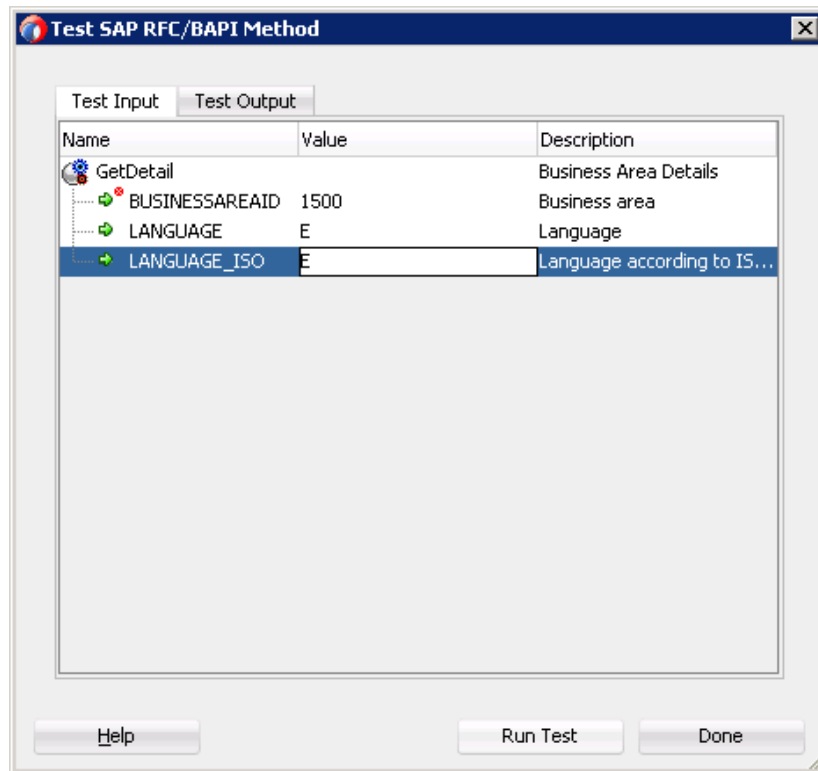 Test SAP RFC/BAPI Method
Test Input Test Output
Name Value Description
GetDetail Business Area Details
BUSINESSAREAID 1500 Business area
LANGUAGE E Language
LANGUAGE_ISO E Language according to IS...
Help Run Test Done